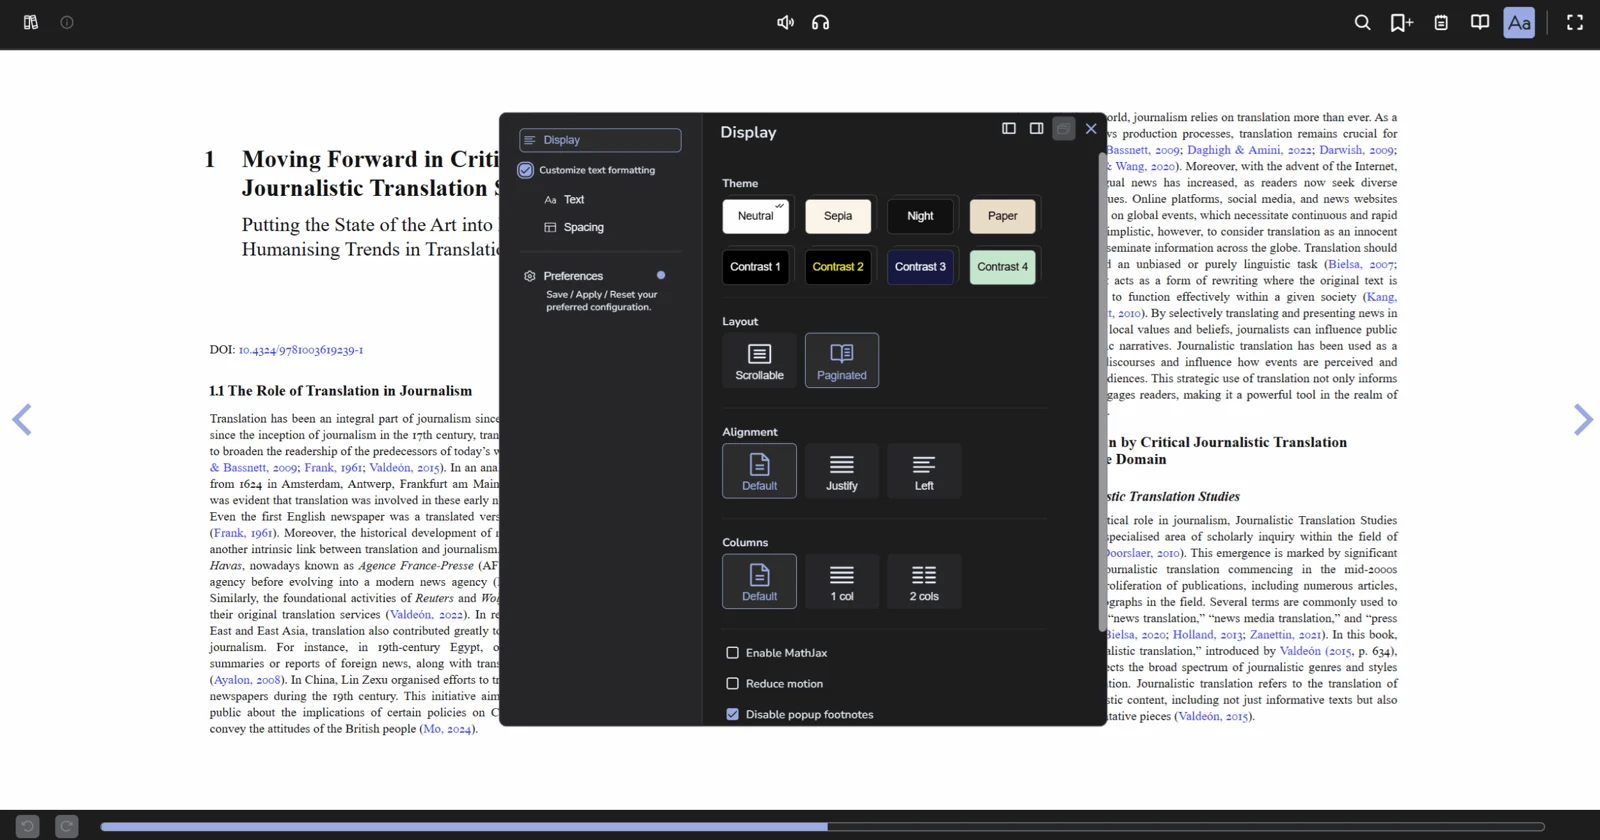 Aa
1 Moving Forward in Criti
Journalistic Translation S
Putting the State of the Art into
Humanising Trends in Translatio
DOI: 10.4324/9781003619239-1
1.1 The Role of Translation in Journalism
Translation has been an integral part of journalism since
since the inception of journalism in the 17th century, tran
to broaden the readership of the predecessors of today's
& Bassnett, 2009; Frank, 1961; Valdeón, 2015). In an ana
from 1624 in Amsterdam, Antwerp, Frankfurt am Main
was evident that translation was involved in these early n
Even the first English newspaper was a translated vers
(Frank, 1961). Moreover, the historical development of
another intrinsic link between translation and journalism.
Havas, nowadays known as Agence France-Presse (AF
agency before evolving into a modern news agency (
Similarly, the foundational activities of Reuters and Wol
their original translation services (Valdeón, 2022). In re
East and East Asia, translation also contributed greatly to
journalism. For instance, in 19th-century Egypt, o
summaries or reports of foreign news, along with trans
(Ayalon, 2008). In China, Lin Zexu organised efforts to tr
newspapers during the 19th century. This initiative aim
public about the implications of certain policies on C
convey the attitudes of the British people (Mo, 2024).
Display
Customize text formatting
Aa Text
Spacing
Preferences
Save / Apply / Reset your
preferred configuration.
Display
Theme
Neutral Sepia Night Paper
Contrast 1 Contrast 2 Contrast 3 Contrast 4
Layout
Scrollable Paginated
Alignment
Default Justify Left
Columns
Default 1 col 2 cols
Enable MathJax
Reduce motion
Disable popup footnotes
orld, journalism relies on translation more than ever. As a
vs production processes, translation remains crucial for
Bassnett, 2009; Daghigh & Amini, 2022; Darwish, 2009;
& Wang, 2020). Moreover, with the advent of the Internet,
gual news has increased, as readers now seek diverse
ues. Online platforms, social media, and news websites
on global events, which necessitate continuous and rapid
implistic, however, to consider translation as an innocent
seminate information across the globe. Translation should
d an unbiased or purely linguistic task (Bielsa, 2007;
acts as a form of rewriting where the original text is
to function effectively within a given society (Kang,
t, 2010). By selectively translating and presenting news in
local values and beliefs, journalists can influence public
ic narratives. Journalistic translation has been used as a
discourses and influence how events are perceived and
diences. This strategic use of translation not only informs
gages readers, making it a powerful tool in the realm of
.
n by Critical Journalistic Translation
e Domain
stic Translation Studies
tical role in journalism, Journalistic Translation Studies
specialised area of scholarly inquiry within the field of
Doorslaer, 2010). This emergence is marked by significant
ournalistic translation commencing in the mid-2000s
roliferation of publications, including numerous articles,
ographs in the field. Several terms are commonly used to
“news translation,” “news media translation,” and “press
Bielsa, 2020; Holland, 2013; Zanettin, 2021). In this book,
alistic translation,” introduced by Valdeón (2015, p. 634),
ects the broad spectrum of journalistic genres and styles
tion. Journalistic translation refers to the translation of
stic content, including not just informative texts but also
itative pieces (Valdeón, 2015).